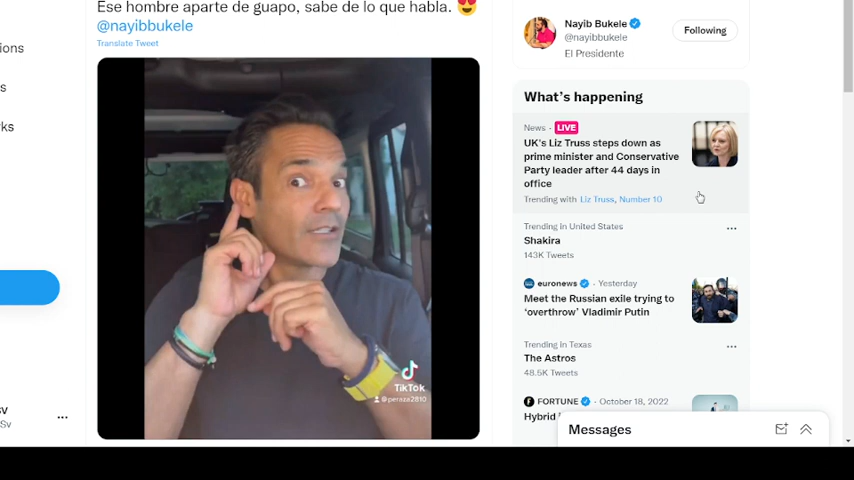 Ese hombre aparte de guapo, sabe de lo que habla. 😍
@nayibbukele
Translate Tweet
ions
s
rks
TikTok
@peraza2810
sv
Sv
Nayib Bukele
@nayibbukele
El Presidente
Following
What's happening
News · LIVE
UK's Liz Truss steps down as
prime minister and Conservative
Party leader after 44 days in
office
Trending with Liz Truss, Number 10
Trending in United States
Shakira
143K Tweets
euronews · Yesterday
Meet the Russian exile trying to
‘overthrow’ Vladimir Putin
Trending in Texas
The Astros
48.5K Tweets
FORTUNE · October 18, 2022
Hybrid
Messages